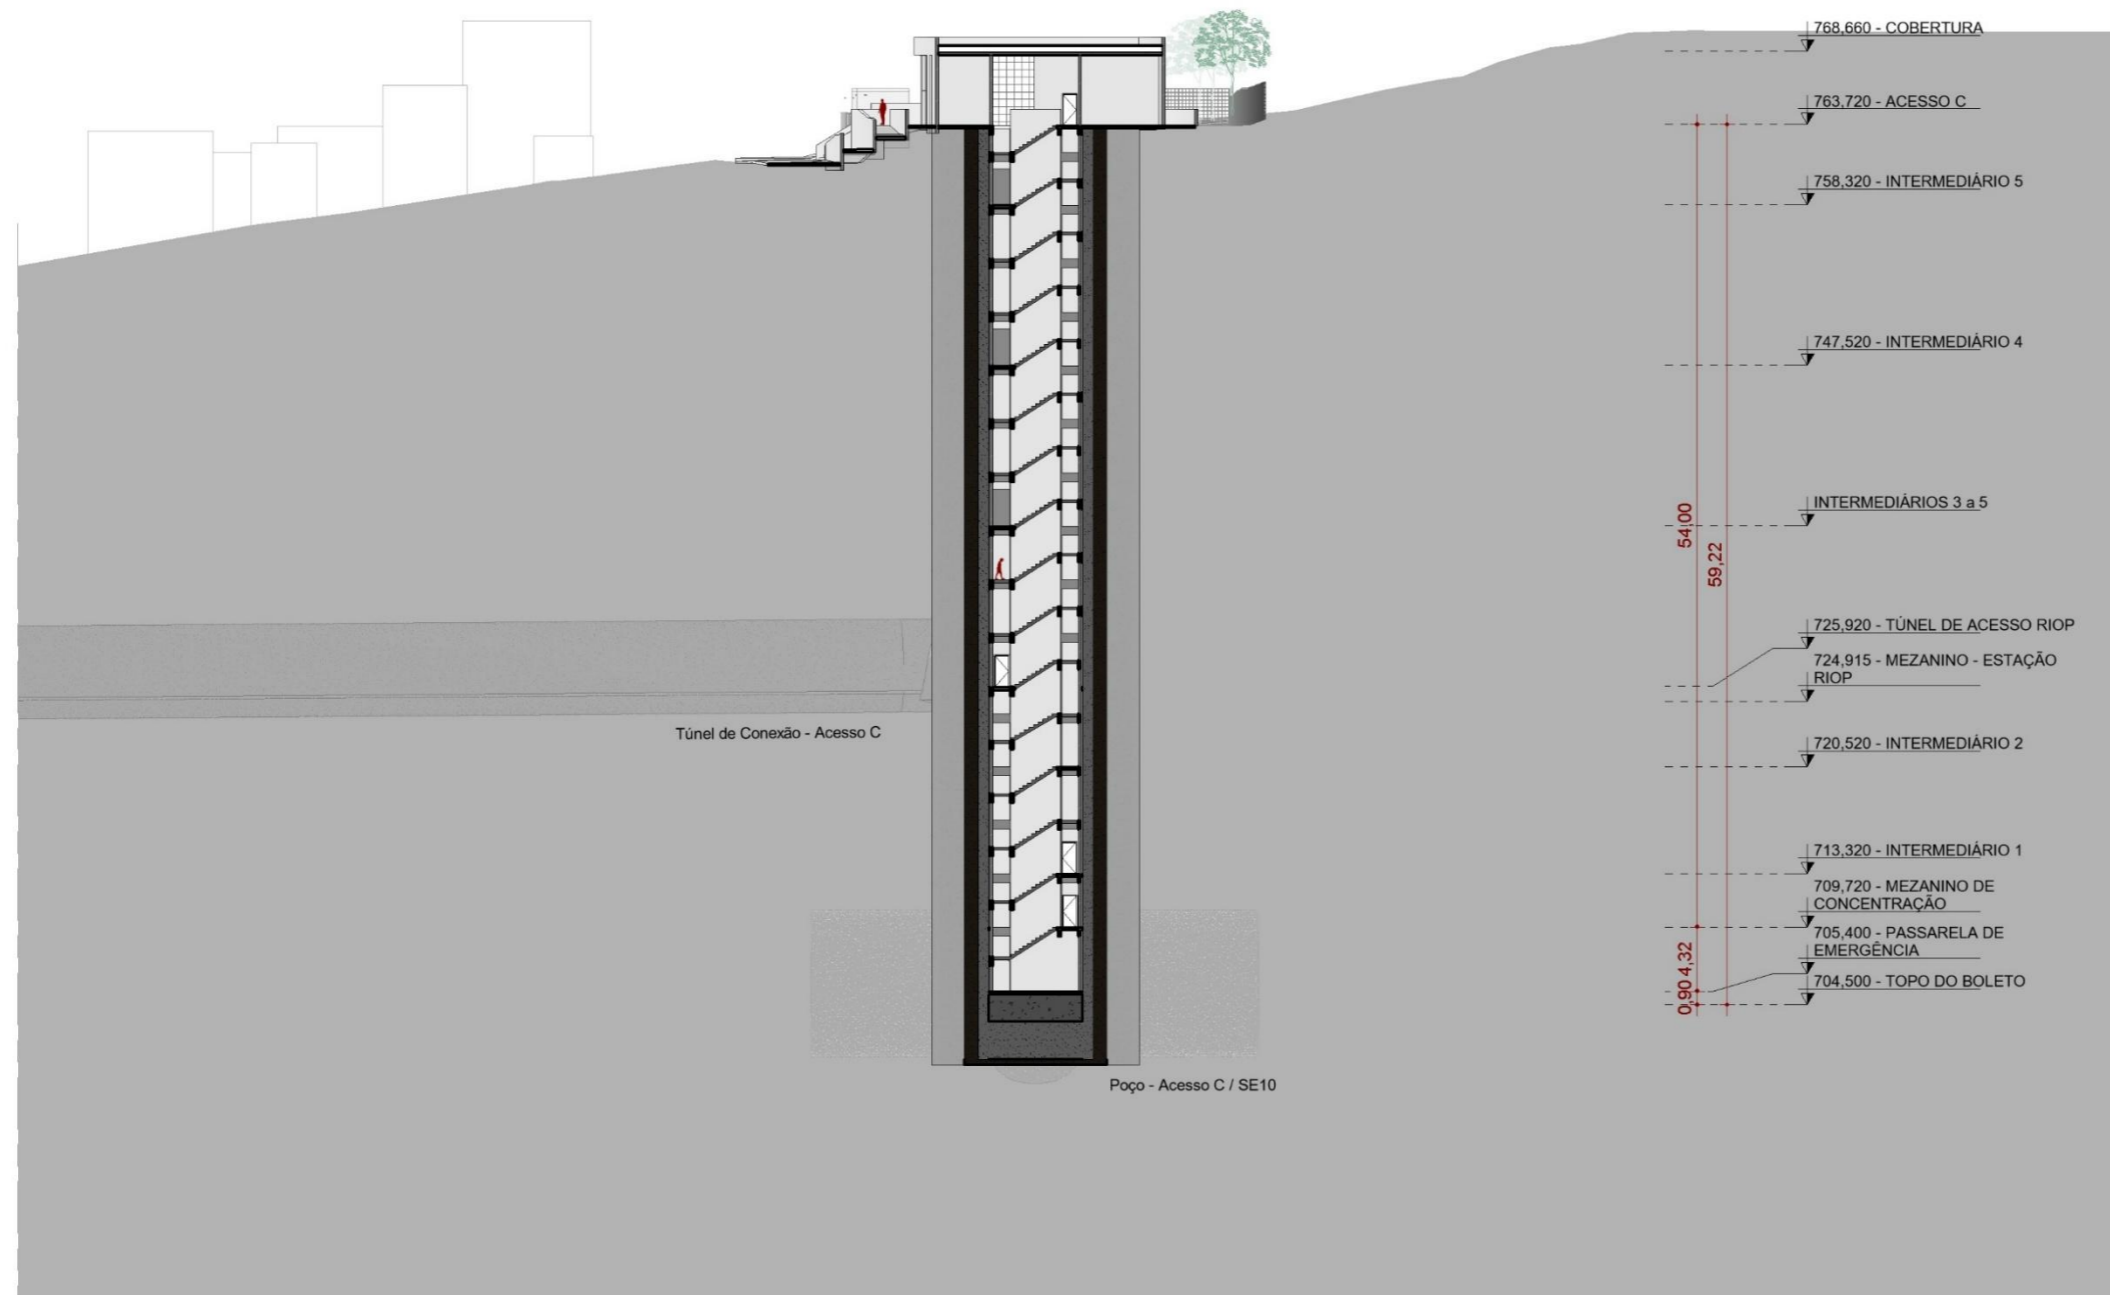 768,660 - COBERTURA
763,720 - ACESSO C
758,320 - INTERMEDIÁRIO 5
747,520 - INTERMEDIÁRIO 4
INTERMEDIÁRIOS 3 a 5
54,00
59,22
725,920 - TÚNEL DE ACESSO RIOP
724,915 - MEZANINO - ESTAÇÃO
RIOP
Túnel de Conexão - Acesso C
720,520 - INTERMEDIÁRIO 2
713,320 - INTERMEDIÁRIO 1
709,720 - MEZANINO DE
CONCENTRAÇÃO
705,400 - PASSARELA DE
EMERGÊNCIA
4,32
0,90
704,500 - TOPO DO BOLETO
Poço - Acesso C / SE10